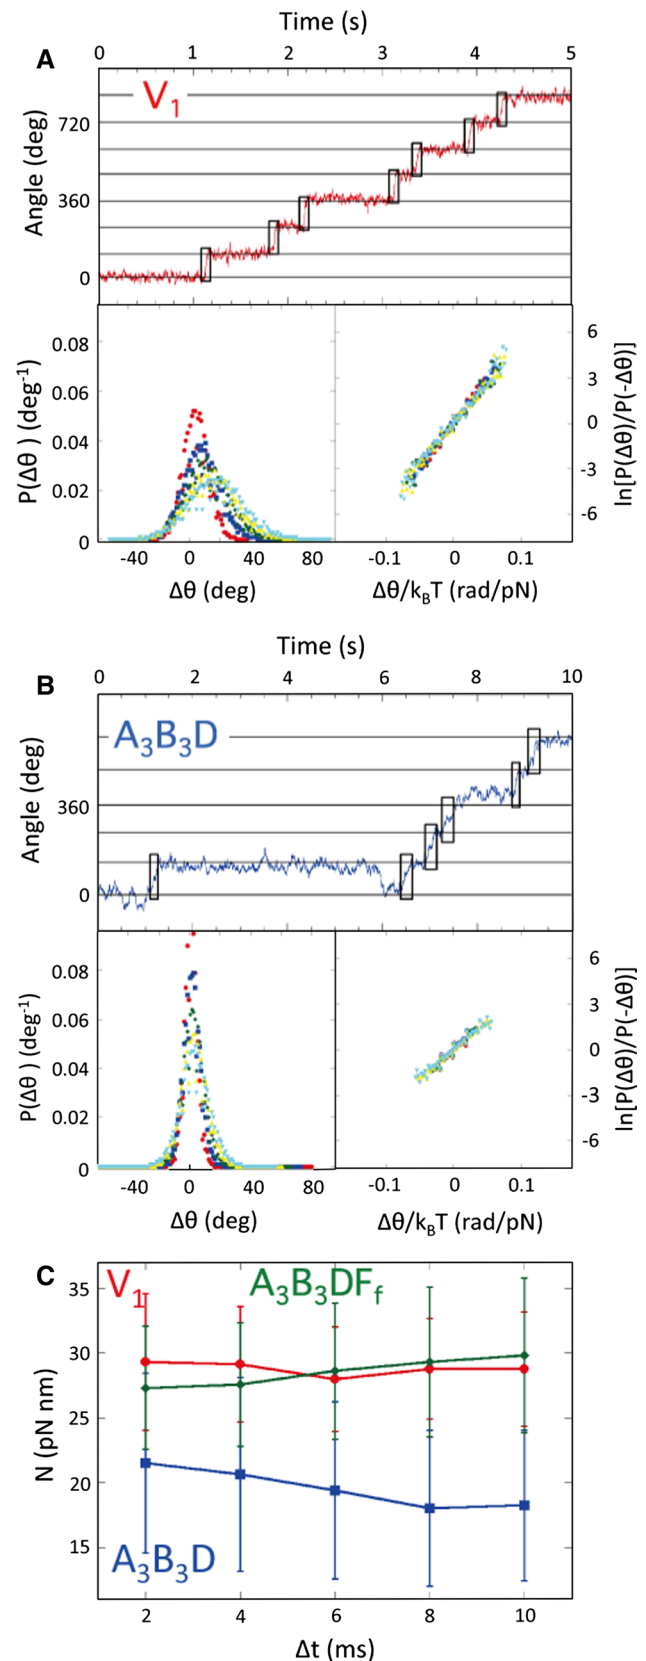 Time (s)
A
0 1 2 3 4 5
V1
Angle (deg)
720
360
0
P(Δθ ) (deg-1)
0.08
0.06
0.04
0.02
0
-40 0 40 80
Δθ (deg)
6
3
0
-3
-6
ln[P(Δθ)/P(-Δθ)]
-0.1 0 0.1
Δθ/kBT (rad/pN)
Time (s)
B
0 2 4 6 8 10
A3B3D
Angle (deg)
360
0
P(Δθ ) (deg-1)
0.08
0.06
0.04
0.02
0
-40 0 40 80
Δθ (deg)
6
3
0
-3
-6
ln[P(Δθ)/P(-Δθ)]
-0.1 0 0.1
Δθ/kBT (rad/pN)
C
V1
A3B3DFf
A3B3D
N (pN nm)
35
30
25
20
15
2 4 6 8 10
Δt (ms)